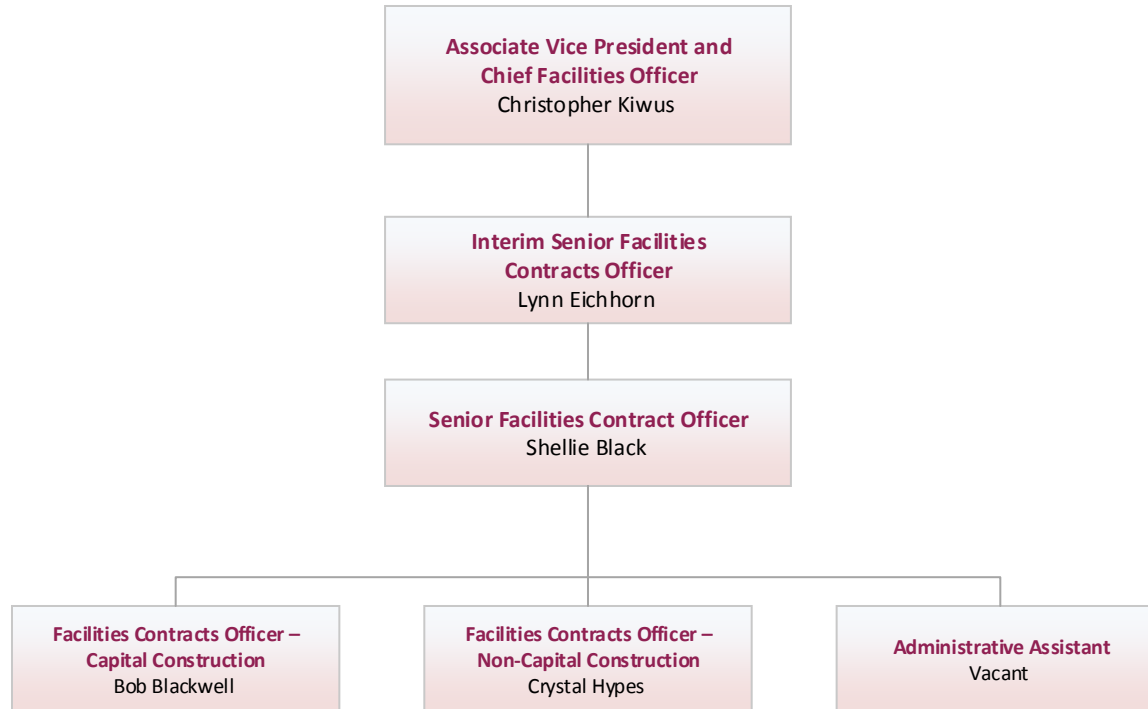 Associate Vice President and
Chief Facilities Officer
Christopher Kiwus
Interim Senior Facilities
Contracts Officer
Lynn Eichhorn
Senior Facilities Contract Officer
Shellie Black
Facilities Contracts Officer –
Capital Construction
Bob Blackwell
Facilities Contracts Officer –
Non-Capital Construction
Crystal Hypes
Administrative Assistant
Vacant